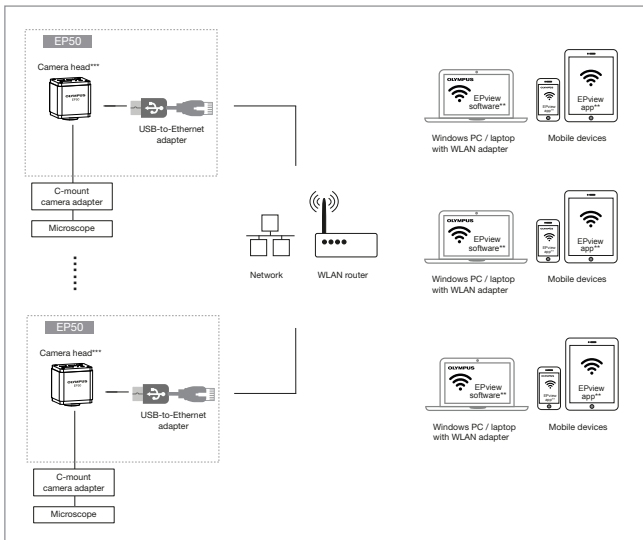 EP50
Camera head***
OLYMPUS
EP50
USB-to-Ethernet
adapter
C-mount
camera adapter
Microscope
Network
WLAN router
EP50
Camera head***
OLYMPUS
EP50
USB-to-Ethernet
adapter
C-mount
camera adapter
Microscope
OLYMPUS
EPview
software**
Windows PC / laptop
with WLAN adapter
EPview
app**
EPview
app**
Mobile devices
OLYMPUS
EPview
software**
Windows PC / laptop
with WLAN adapter
EPview
app**
EPview
app**
Mobile devices
OLYMPUS
EPview
software**
Windows PC / laptop
with WLAN adapter
EPview
app**
EPview
app**
Mobile devices